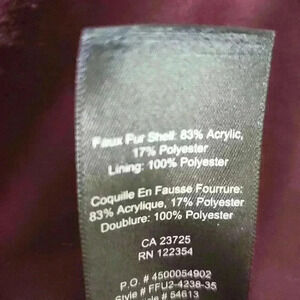 Faux Fur Shell: 83% Acrylic,
17% Polyester
Lining: 100% Polyester
Coquille En Fausse Fourrure:
83% Acrylique, 17% Polyester
Doublure: 100% Polyester
CA 23725
RN 122354
P.O. # 4500054902
Style # FFU2-4238-35
# 54613